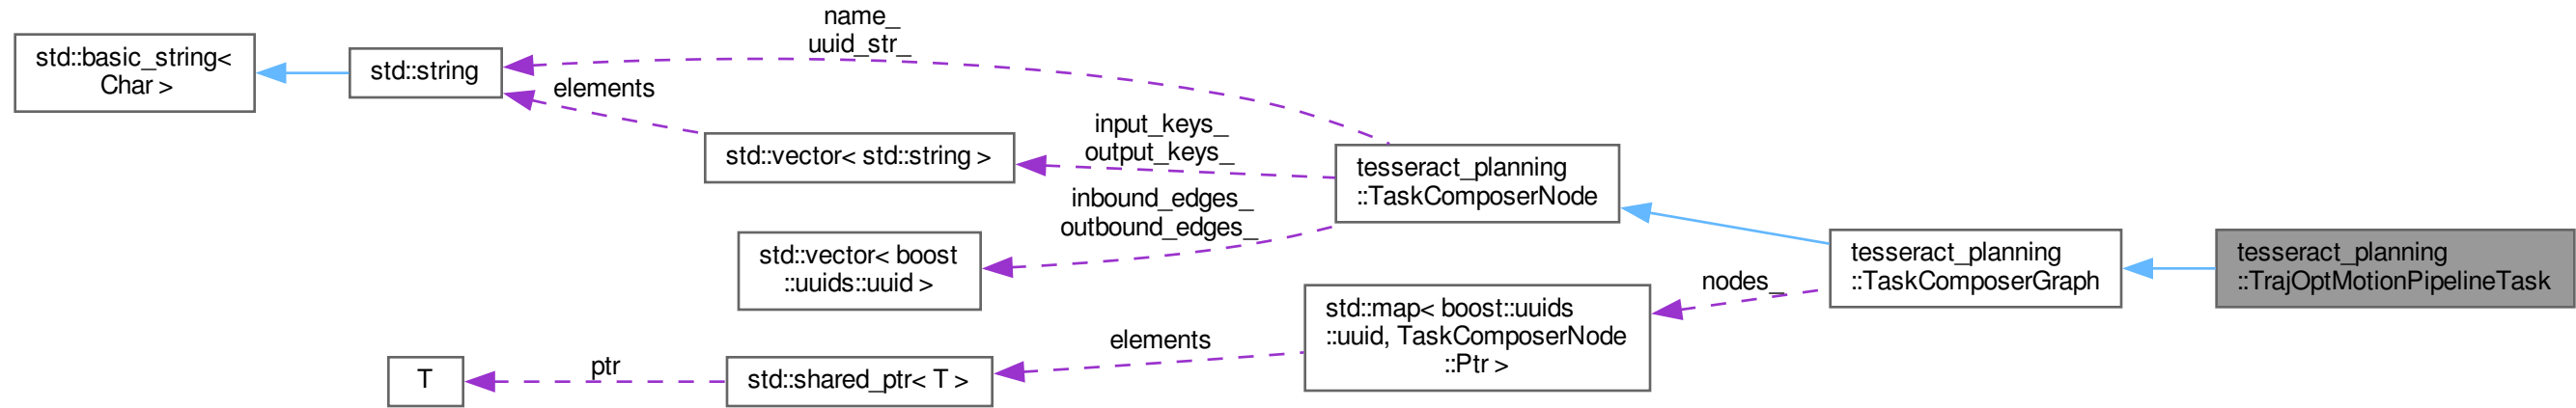 name_
uuid_str_
std::basic_string<
Char >
std::string
elements
std::vector< std::string >
input_keys_
output_keys_
tesseract_planning
::TaskComposerNode
inbound_edges_
outbound_edges_
std::vector< boost
::uuids::uuid >
tesseract_planning
::TaskComposerGraph
tesseract_planning
::TrajOptMotionPipelineTask
nodes_
std::map< boost::uuids
::uuid, TaskComposerNode
::Ptr >
elements
std::shared_ptr< T >
ptr
T